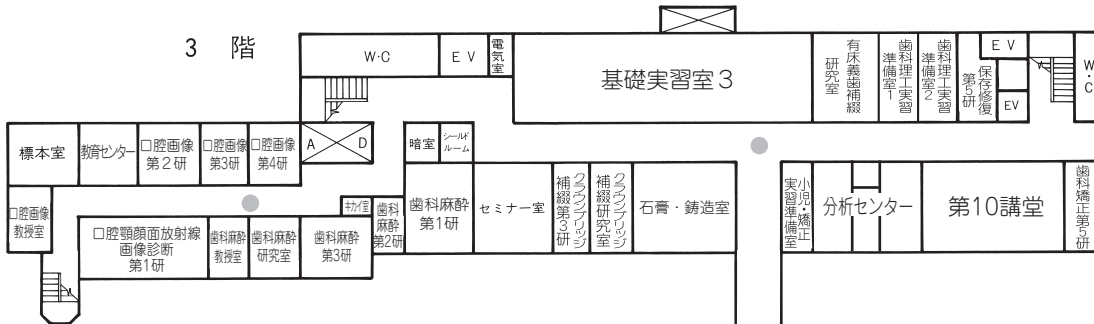 3 階
W·C
E V
電気室
基礎実習室3
有床義歯補綴
研究室
歯科理工実習
準備室1
歯科理工実習
準備室2
保存修復
第5研
E V
EV
W·C
標本室
教育センター
口腔画像
第2研
口腔画像
第3研
口腔画像
第4研
A D
暗室
シールド
ルーム
口腔画像
教授室
口腔顎顔面放射線
画像診断
第1研
歯科麻酔
教授室
歯科麻酔
研究室
歯科麻酔
第3研
キカイ室
歯科
麻酔
第2研
歯科麻酔
第1研
セミナー室
クラウンブリッジ
補綴第3研
クラウンブリッジ
補綴研究室
石膏・鋳造室
小児・矯正
実習準備室
分析センター
第10講堂
歯科矯正第5研